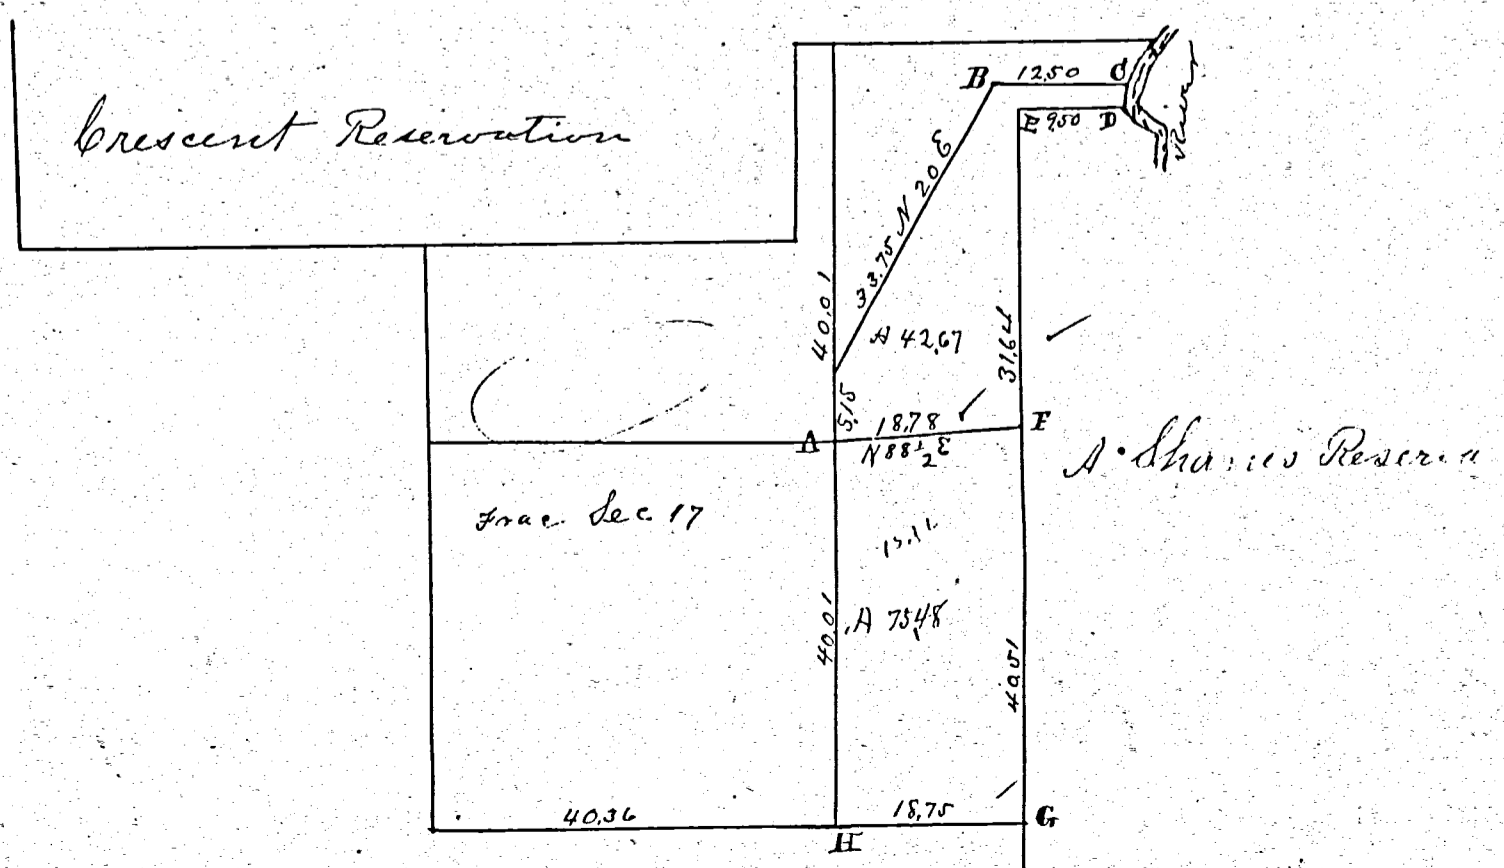 Crescent Reservation
B 12,50 C
E 9,50 D
River
33.75 N 20 E
40.01
A 42,67
31,64
5,15
18,78
A N 88 1/2 E F
A. Reserve
Frac. Sec. 17
A 75,48
40,01
40,51
40,36
18,75
H G